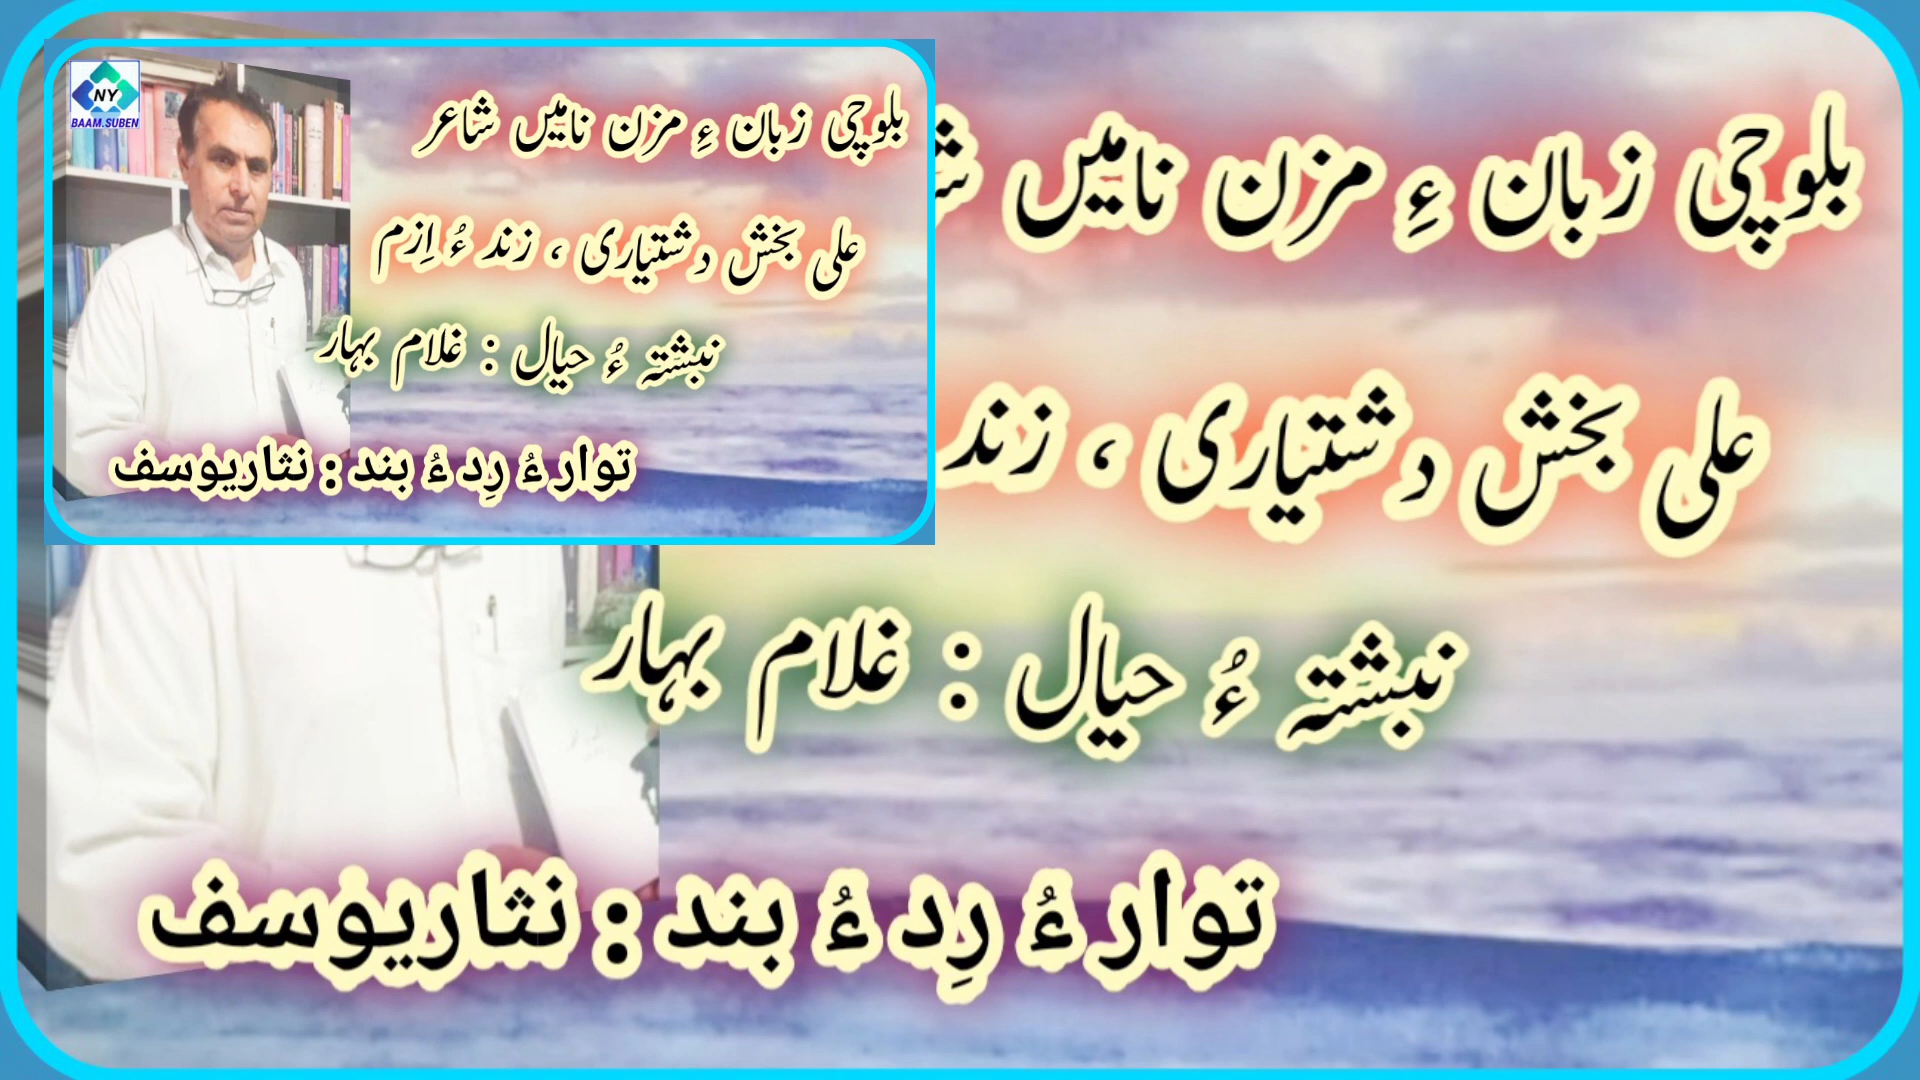 NY
BAAM.SUBEN
بلوچی زبان ءِ مزن نامیں شاعر
علی بخش دشتیاری ، زند ءُ اِزم
نبشتہ ءُ حیال : غلام بہار
توار ءُ رِد ءُ بند : نثاریوسف
بلوچی زبان ءِ مزن نامیں ش
علی بخش دشتیاری ، زند
نبشتہ ءُ حیال : غلام بہار
توار ءُ رِد ءُ بند : نثاریوسف